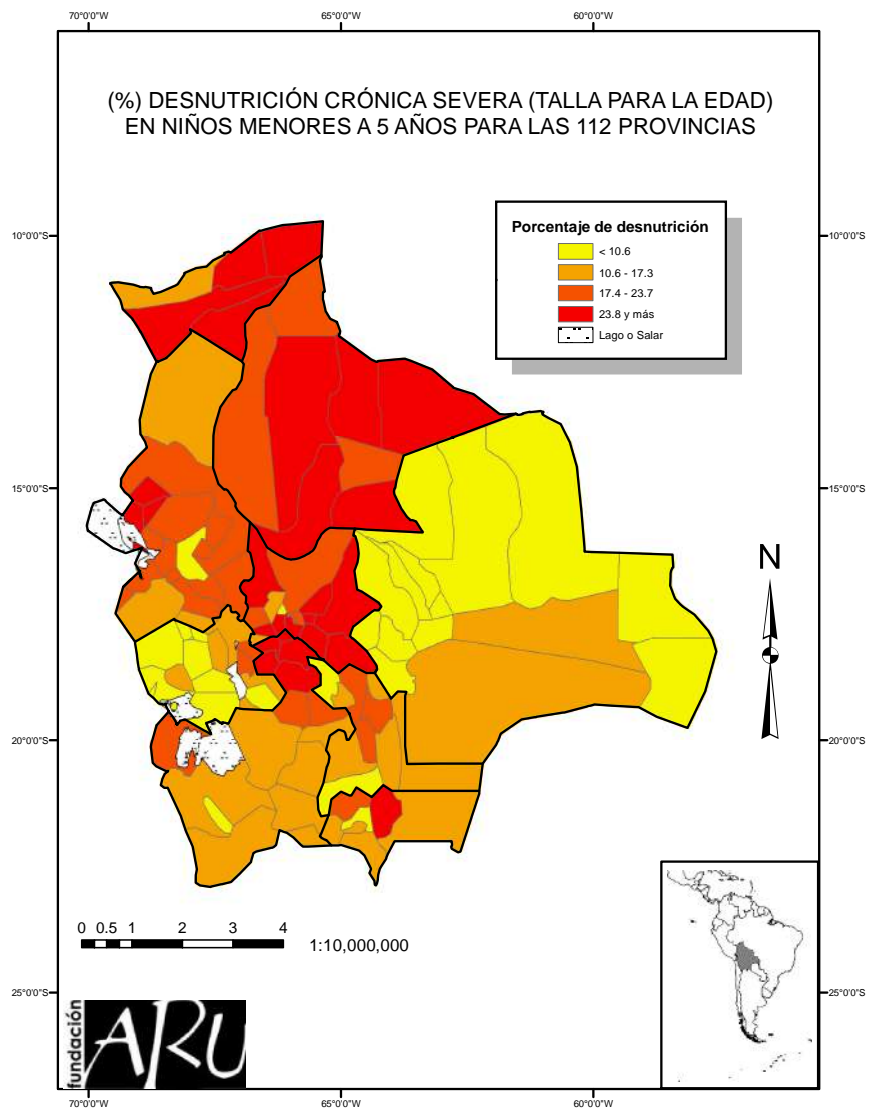 70°0'0"W 65°0'0"W 60°0'0"W
(%) DESNUTRICIÓN CRÓNICA SEVERA (TALLA PARA LA EDAD)
EN NIÑOS MENORES A 5 AÑOS PARA LAS 112 PROVINCIAS
Porcentaje de desnutrición
< 10.6
10.6 - 17.3
17.4 - 23.7
23.8 y más
Lago o Salar
10°0'0"S 10°0'0"S
15°0'0"S 15°0'0"S
N
20°0'0"S 20°0'0"S
0 0.5 1 2 3 4
1:10,000,000
25°0'0"S 25°0'0"S
fundación
ARU
70°0'0"W 65°0'0"W 60°0'0"W